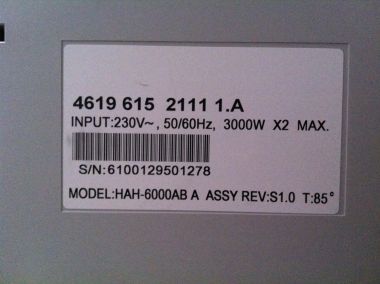 4619 615 2111 1.A
INPUT:230V~, 50/60Hz, 3000W X2 MAX.
S/N:6100129501278
MODEL:HAH-6000AB A ASSY REV:S1.0 T:85°